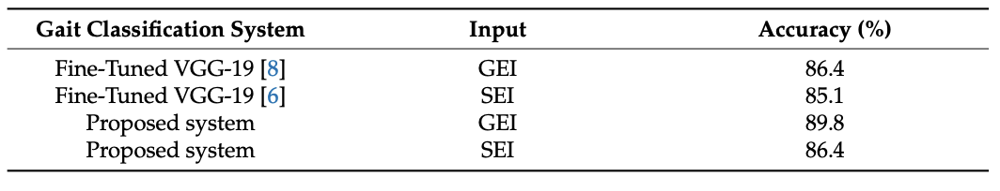 Gait Classification System Input Accuracy (%)
Fine-Tuned VGG-19 [8] GEI 86.4
Fine-Tuned VGG-19 [6] SEI 85.1
Proposed system GEI 89.8
Proposed system SEI 86.4